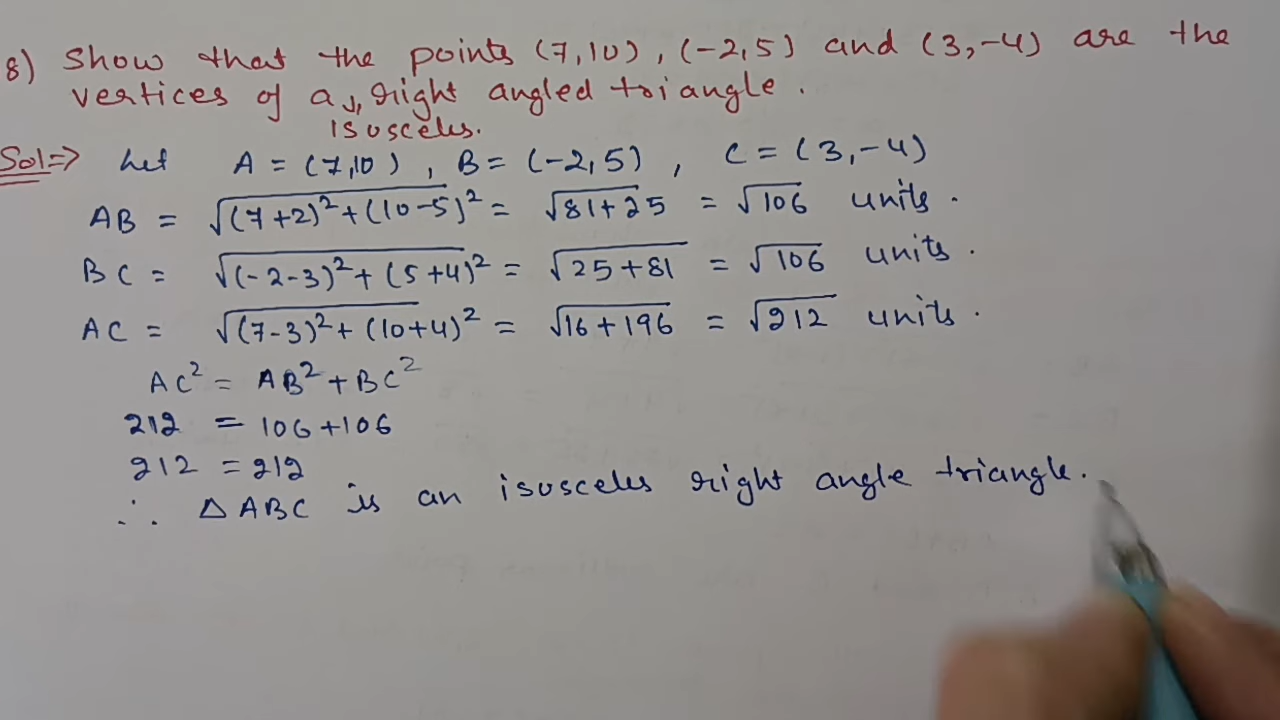 8) Show that the points (7,10), (-2,5) and (3,-4) are the
vertices of a right angled triangle.
isosceles.
Sol=> Let A = (7,10), B = (-2,5), C = (3,-4)
AB = √(7+2)²+(10-5)² = √81+25 = √106 units.
BC = √(-2-3)²+(5+4)² = √25+81 = √106 units.
AC = √(7-3)²+(10+4)² = √16+196 = √212 units.
AC² = AB²+BC²
212 = 106+106
212 = 212
∴ △ABC is an isosceles right angle triangle.